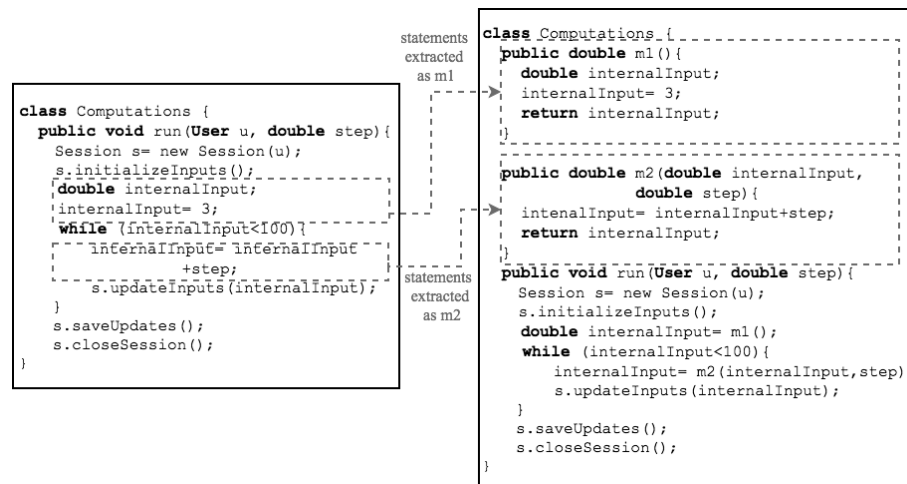 class Computations {
public void run(User u, double step){
Session s= new Session(u);
s.initializeInputs();
double internalInput;
internalInput= 3;
while (internalInput<100){
internalInput= internalInput
+step;
s.updateInputs(internalInput);
}
s.saveUpdates();
s.closeSession();
}
statements
extracted
as m1
statements
extracted
as m2
class Computations {
public double m1(){
double internalInput;
internalInput= 3;
return internalInput;
}
public double m2(double internalInput,
double step){
intenalInput= internalInput+step;
return internalInput;
}
public void run(User u, double step){
Session s= new Session(u);
s.initializeInputs();
double internalInput= m1();
while (internalInput<100){
internalInput= m2(internalInput,step)
s.updateInputs(internalInput);
}
s.saveUpdates();
s.closeSession();
}